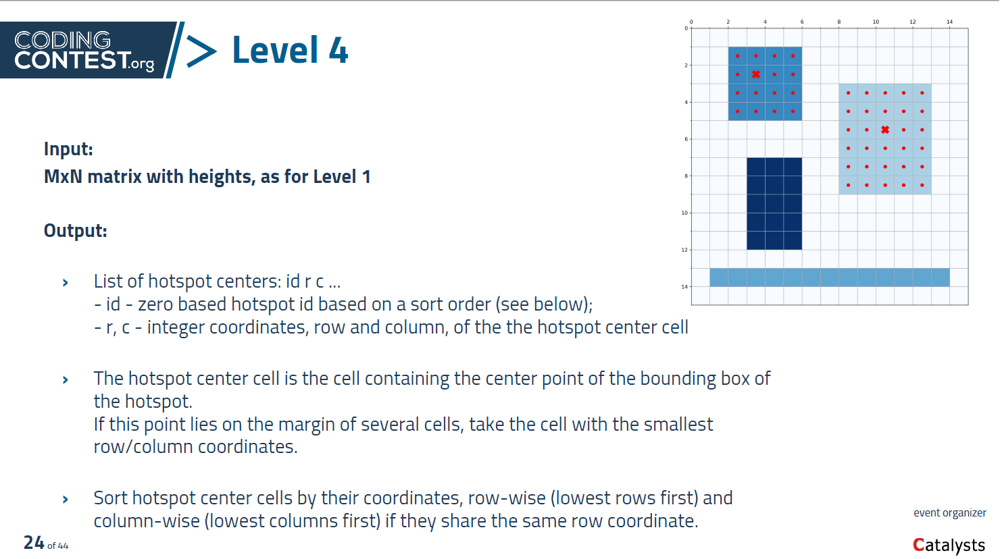 CODING
CONTEST.org
Level 4
0 2 4 6 8 10 12 14
0
2
4
6
8
10
12
14
Input:
MxN matrix with heights, as for Level 1
Output:
› List of hotspot centers: id r c ...
- id - zero based hotspot id based on a sort order (see below);
- r, c - integer coordinates, row and column, of the the hotspot center cell
› The hotspot center cell is the cell containing the center point of the bounding box of
the hotspot.
If this point lies on the margin of several cells, take the cell with the smallest
row/column coordinates.
› Sort hotspot center cells by their coordinates, row-wise (lowest rows first) and
column-wise (lowest columns first) if they share the same row coordinate.
event organizer
Catalysts
24 of 44